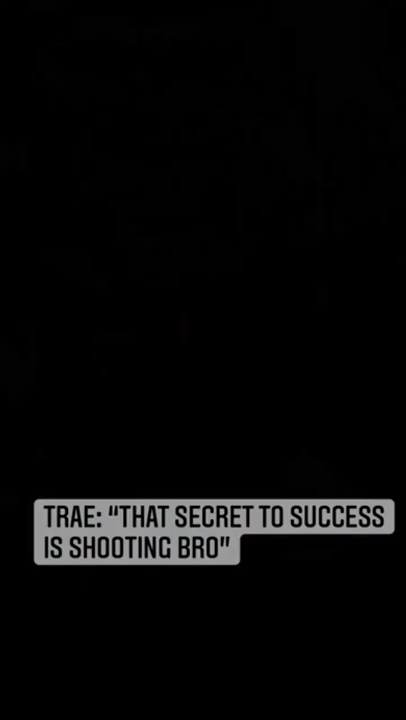 TRAE: “THAT SECRET TO SUCCESS
IS SHOOTING BRO”